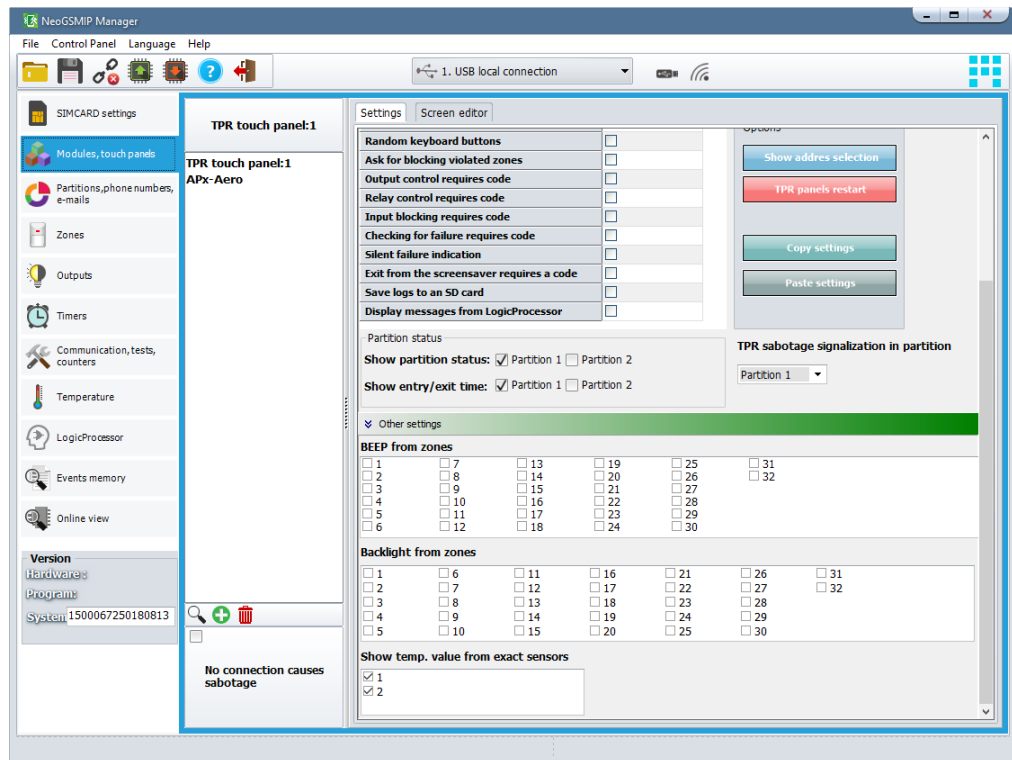 NeoGSMIP Manager
File Control Panel Language Help
1. USB local connection
SIMCARD settings
Modules, touch panels
Partitions,phone numbers,
e-mails
Zones
Outputs
Timers
Communication, tests,
counters
Temperature
LogicProcessor
Events memory
Online view
Version
Hardware :
Program:
System 1500067250180813
TPR touch panel:1
TPR touch panel:1
APx-Aero
No connection causes
sabotage
Settings Screen editor
Random keyboard buttons
Ask for blocking violated zones
Output control requires code
Relay control requires code
Input blocking requires code
Checking for failure requires code
Silent failure indication
Exit from the screensaver requires a code
Save logs to an SD card
Display messages from LogicProcessor
Options
Show addres selection
TPR panels restart
Copy settings
Paste settings
Partition status
Show partition status: Partition 1 Partition 2
Show entry/exit time: Partition 1 Partition 2
TPR sabotage signalization in partition
Partition 1
Other settings
BEEP from zones
1 7 13 19 25 31
2 8 14 20 26 32
3 9 15 21 27
4 10 16 22 28
5 11 17 23 29
6 12 18 24 30
Backlight from zones
1 6 11 16 21 26 31
2 7 12 17 22 27 32
3 8 13 18 23 28
4 9 14 19 24 29
5 10 15 20 25 30
Show temp. value from exact sensors
1
2